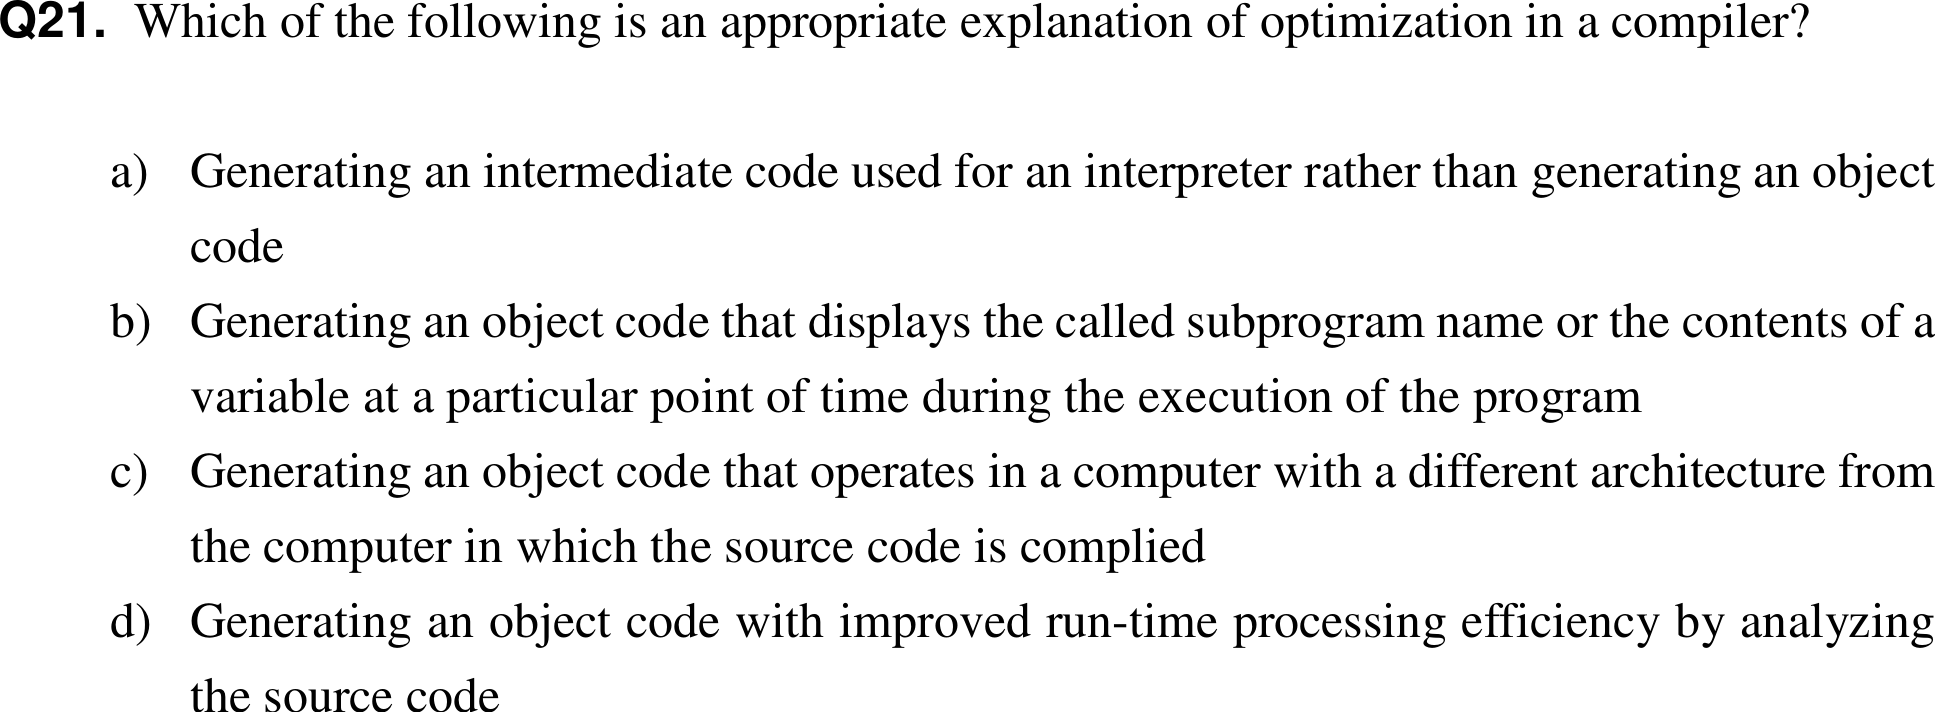 Q21. Which of the following is an appropriate explanation of optimization in a compiler?
a) Generating an intermediate code used for an interpreter rather than generating an object
code
b) Generating an object code that displays the called subprogram name or the contents of a
variable at a particular point of time during the execution of the program
c) Generating an object code that operates in a computer with a different architecture from
the computer in which the source code is complied
d) Generating an object code with improved run-time processing efficiency by analyzing
the source code